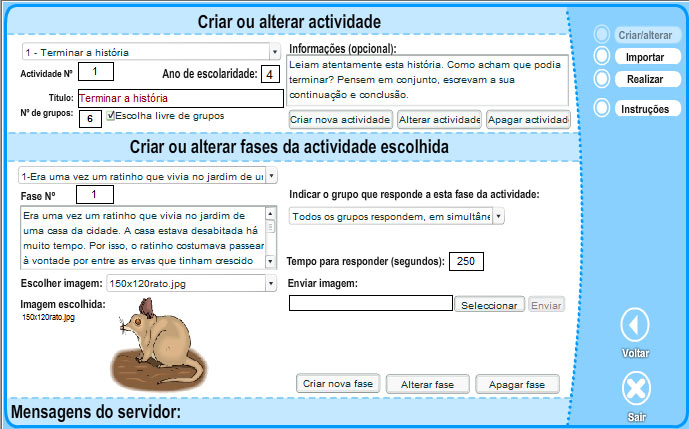 Criar ou alterar actividade
1 - Terminar a história
Actividade Nº 1
Ano de escolaridade: 4
Título: Terminar a história
Nº de grupos: 6 Escolha livre de grupos
Informações (opcional):
Leiam atentamente esta história. Como acham que podia
terminar? Pensem em conjunto, escrevam a sua
continuação e conclusão.
Criar nova actividade Alterar actividade Apagar actividade
Criar ou alterar fases da actividade escolhida
1-Era uma vez um ratinho que vivia no jardim de
Fase Nº 1
Era uma vez um ratinho que vivia no jardim de
uma casa da cidade. A casa estava desabitada há
muito tempo. Por isso, o ratinho costumava passear
à vontade por entre as ervas que tinham crescido
Indicar o grupo que responde a esta fase da actividade:
Todos os grupos respondem, em simultâne
Tempo para responder (segundos): 250
Escolher imagem: 150x120rato.jpg
Enviar imagem:
Seleccionar Enviar
Imagem escolhida:
150x120rato.jpg
Criar nova fase Alterar fase Apagar fase
Mensagens do servidor:
Criar/alterar
Importar
Realizar
Instruções
Voltar
Sair